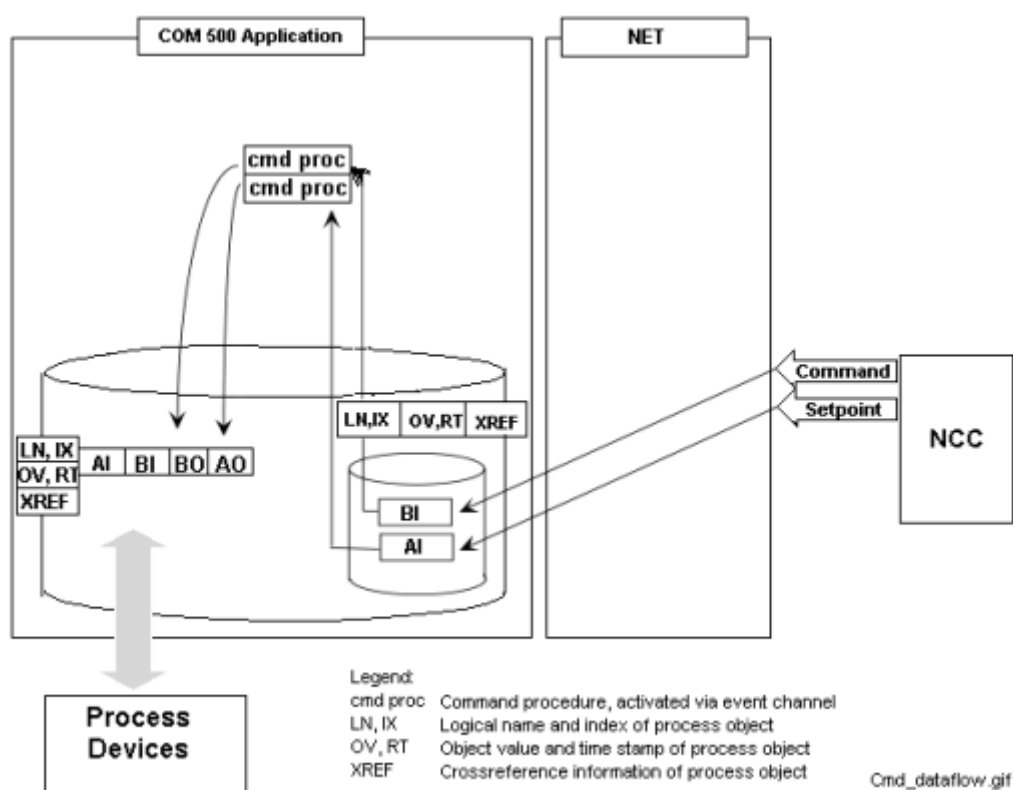 COM 500 Application
NET
cmd proc
cmd proc
Command
Setpoint
NCC
LN,IX OV,RT XREF
LN, IX
OV, RT
XREF
AI BI BO AO
BI
AI
Process
Devices
Legend:
cmd proc Command procedure, activated via event channel
LN, IX Logical name and index of process object
OV, RT Object value and time stamp of process object
XREF Crossreference information of process object
Cmd_dataflow.gif